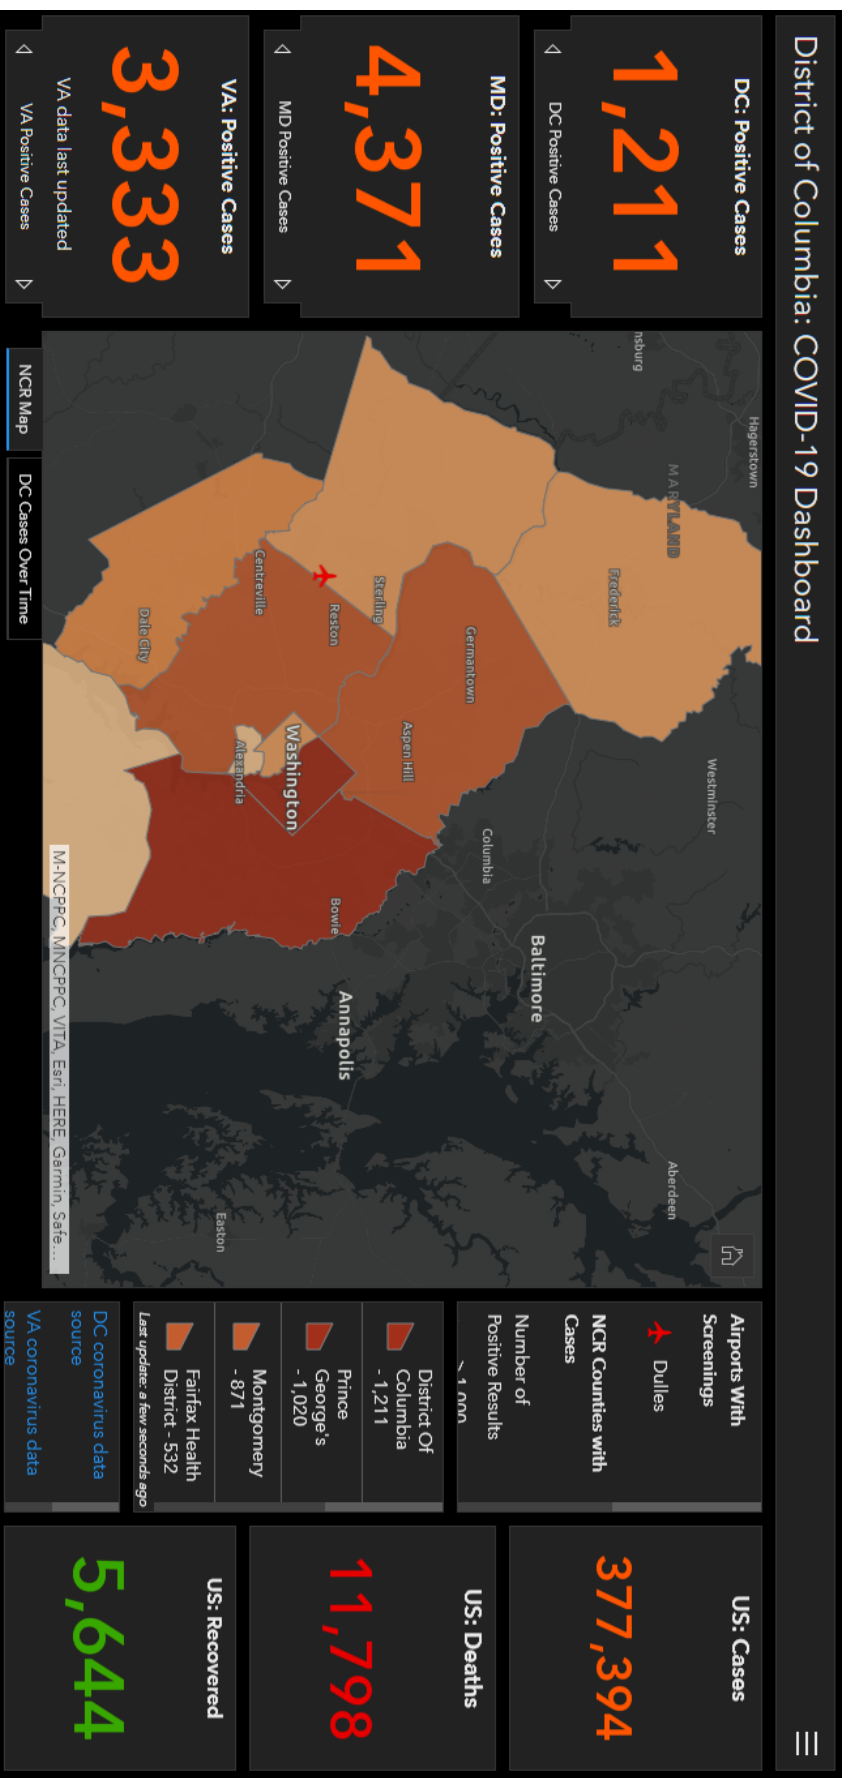 District of Columbia: COVID-19 Dashboard
DC: Positive Cases
1,211
DC Positive Cases
MD: Positive Cases
4,371
MD Positive Cases
VA: Positive Cases
3,333
VA data last updated
VA Positive Cases
Hagerstown
nsburg
MARYLAND
Frederick
Westminster
Aberdeen
Baltimore
Columbia
Germantown
Aspen Hill
Sterling
Reston
Bowie
Annapolis
Washington
Centreville
Alexandria
Easton
Dale City
M-NCPPC, MNCPPC, VITA, Esri, HERE, Garmin, Safe...
NCR Map
DC Cases Over Time
Airports With
Screenings
Dulles
NCR Counties with
Cases
Number of
Positive Results
> 1,000
District Of
Columbia
- 1,211
Prince
George's
- 1,020
Montgomery
- 871
Fairfax Health
District - 532
Last update: a few seconds ago
DC coronavirus data
source
VA coronavirus data
source
US: Cases
377,394
US: Deaths
11,798
US: Recovered
5,644